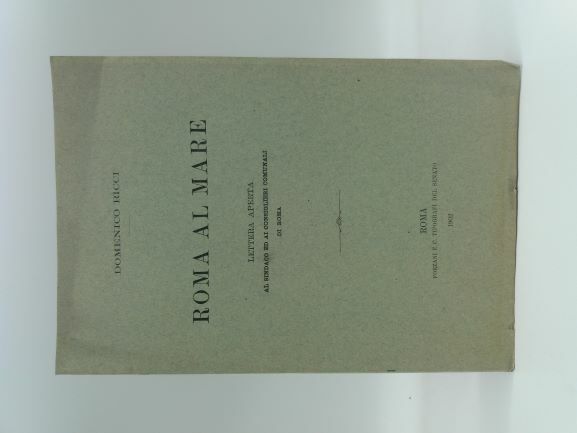 DOMENICO RICCI
ROMA AL MARE
LETTERA APERTA
AL SINDACO ED AI CONSIGLIERI COMUNALI
DI ROMA
ROMA
FORZANI E C. TIPOGRAFI DEL SENATO
1902